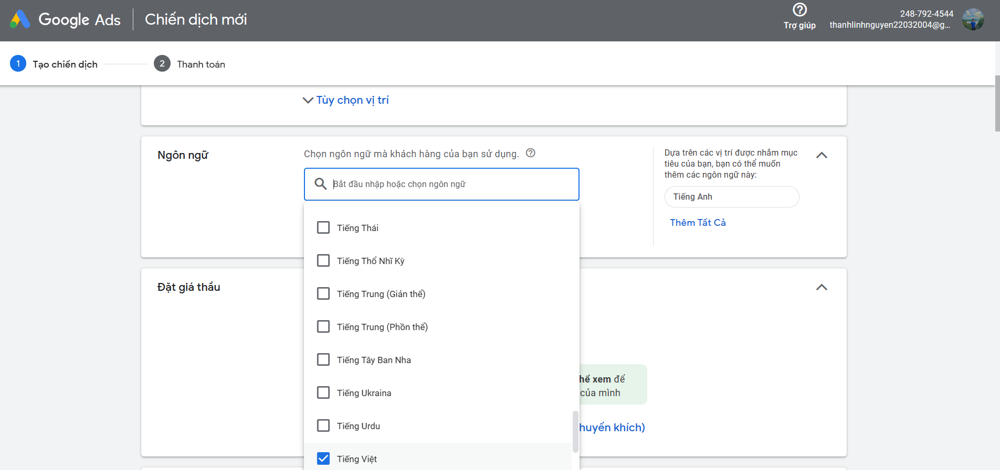 Google Ads
Chiến dịch mới
Trợ giúp
248-792-4544
thanhlinhnguyen22032004@g...
1 Tạo chiến dịch
2 Thanh toán
Tùy chọn vị trí
Ngôn ngữ
Chọn ngôn ngữ mà khách hàng của bạn sử dụng.
Bắt đầu nhập hoặc chọn ngôn ngữ
Dựa trên các vị trí được nhắm mục
tiêu của bạn, bạn có thể muốn
thêm các ngôn ngữ này:
Tiếng Anh
Thêm Tất Cả
Tiếng Thái
Tiếng Thổ Nhĩ Kỳ
Tiếng Trung (Giản thể)
Tiếng Trung (Phồn thể)
Tiếng Tây Ban Nha
Tiếng Ukraina
Tiếng Urdu
Tiếng Việt
Đặt giá thầu
hể xem để
của mình
huyến khích)